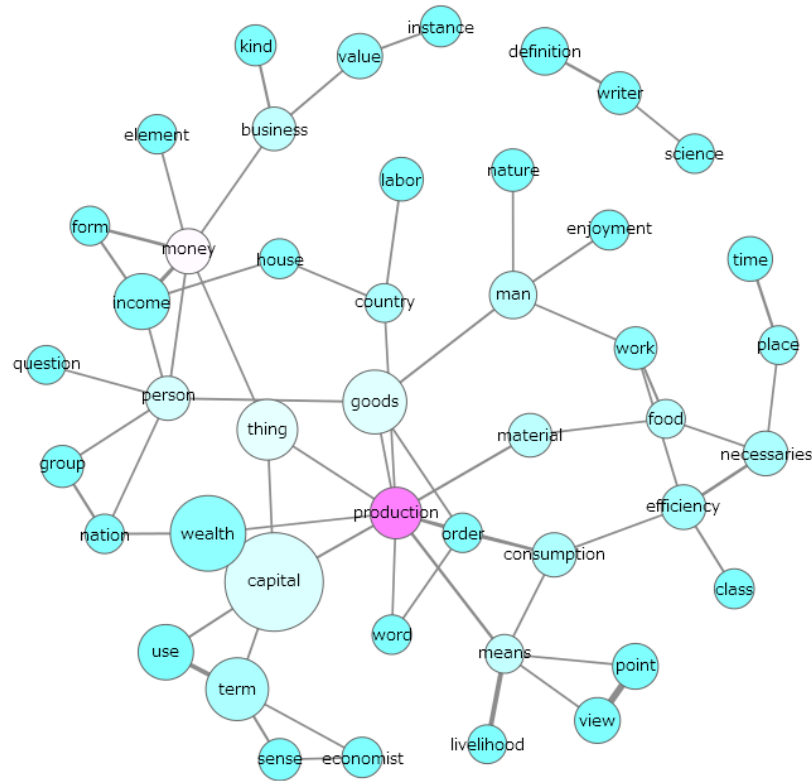 instance
kind
value
definition
writer
business
element
science
labor
nature
form
enjoyment
money
time
house
income
country
man
place
work
question
person
goods
food
thing
material
necessaries
group
efficiency
production
nation
wealth
order
consumption
capital
class
word
use
means
point
term
view
livelihood
sense
economist